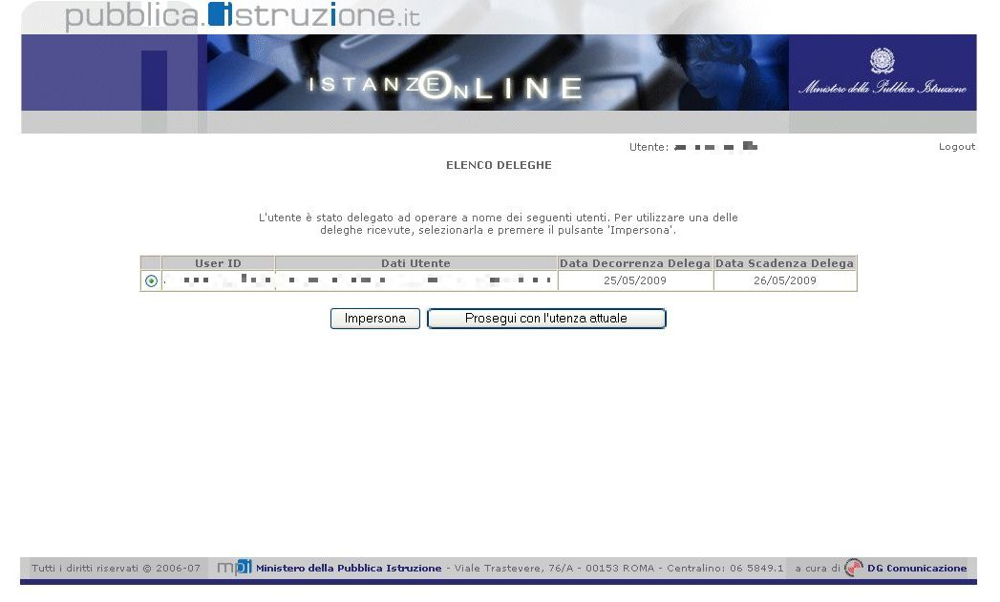 pubblica.istruzione.it
ISTANZE ONLINE
Ministero della Pubblica Istruzione
Utente:
Logout
ELENCO DELEGHE
L'utente è stato delegato ad operare a nome dei seguenti utenti. Per utilizzare una delle
deleghe ricevute, selezionarla e premere il pulsante 'Impersona'.
User ID Dati Utente Data Decorrenza Delega Data Scadenza Delega
25/05/2009 26/05/2009
Impersona Prosegui con l'utenza attuale
Tutti i diritti riservati © 2006-07 mpi Ministero della Pubblica Istruzione - Viale Trastevere, 76/A - 00153 ROMA - Centralino: 06 5849.1 a cura di DG Comunicazione